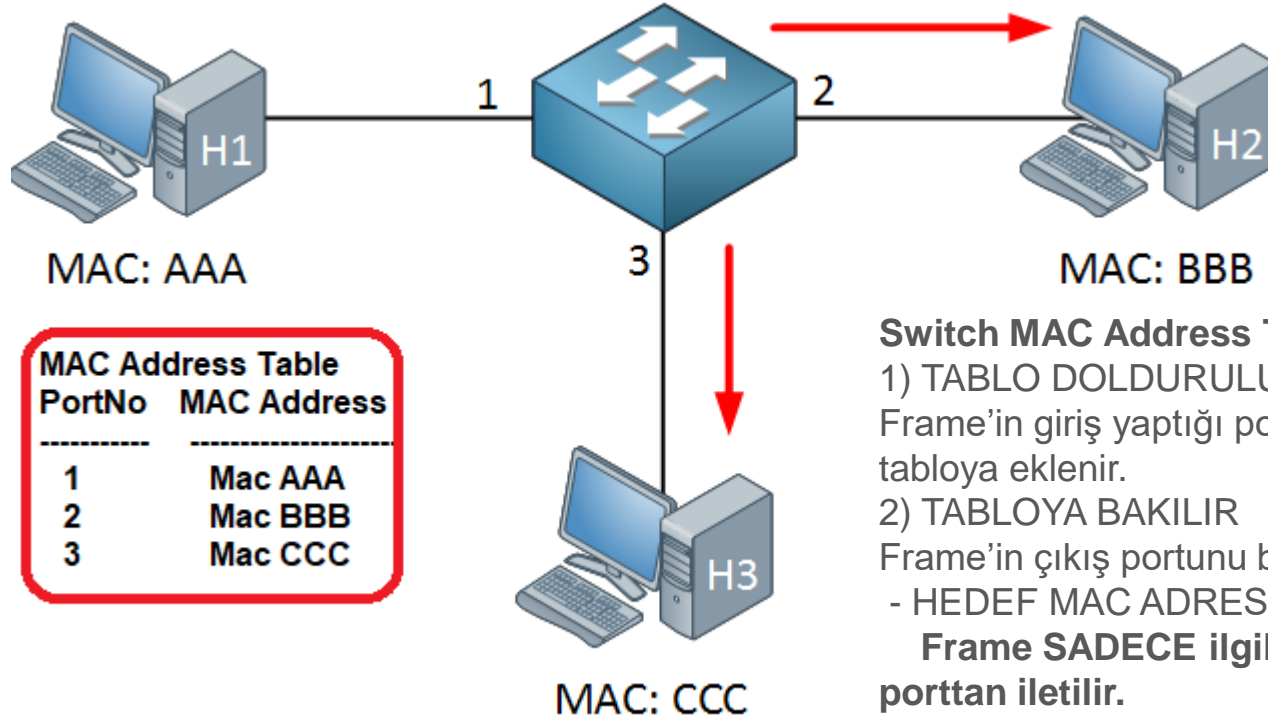 1
2
H1
H2
3
MAC: AAA
MAC: BBB
MAC Address Table
PortNo MAC Address
----------- ---------------------
1 Mac AAA
2 Mac BBB
3 Mac CCC
H3
MAC: CCC
Switch MAC Address
1) TABLO
Frame'in giriş yaptığı
tabloya eklenir.
2) TABLOYA BAKILIR
Frame'in çıkış portunu
- HEDEF MAC
Frame SADECE
porttan iletilir.